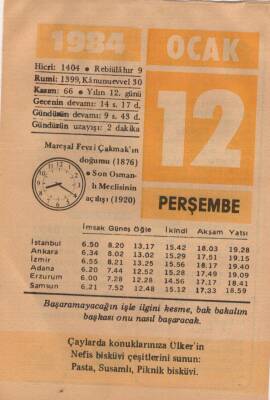 1984 OCAK
Hicri: 1404 ● Rebiülâhır 9
Rumi: 1399, Kânunuevvel 30
Kasım: 66 ● Yılın 12. günü
Gecenin devamı: 14 s. 17 d.
Gündüzün devamı: 9 s. 43 d.
Gündüzün uzayışı: 2 dakika
12
Mareşal Fevzi Çakmak'ın
doğumu (1876)
● Son Osman-
lı Meclisinin
açılışı (1920)
PERŞEMBE
İmsak Güneş Öğle İkindi Akşam Yatsı
İstanbul 6.50 8.20 13.17 15.42 18.03 19.28
Ankara 6.34 8.02 13.02 15.29 17.51 19.15
İzmir 6.55 8.21 13.25 15.56 18.17 19.40
Adana 6.20 7.44 12.52 15.28 17.49 19.09
Erzurum 6.00 7.28 12.28 14.56 17.17 18.41
Samsun 6.21 7.52 12.48 15.12 17.33 18.59
Başaramayacağın işle ilgini kesme, bak bakalım
başkası onu nasıl başaracak.
Çaylarda konuklarınıza Ülker'in
Nefis bisküvi çeşitlerini sunun:
Pasta, Susamlı, Piknik bisküvi.